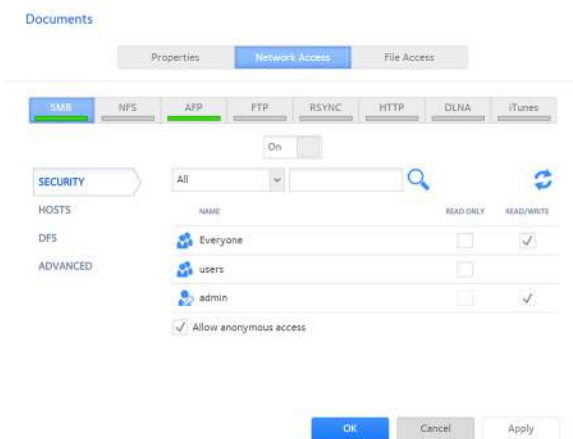 Documents
Properties Network Access File Access
SMB NFS AFP FTP RSYNC HTTP DLNA iTunes
On
SECURITY All
HOSTS NAME READ ONLY READ/WRITE
DFS Everyone
ADVANCED users
admin
Allow anonymous access
OK Cancel Apply